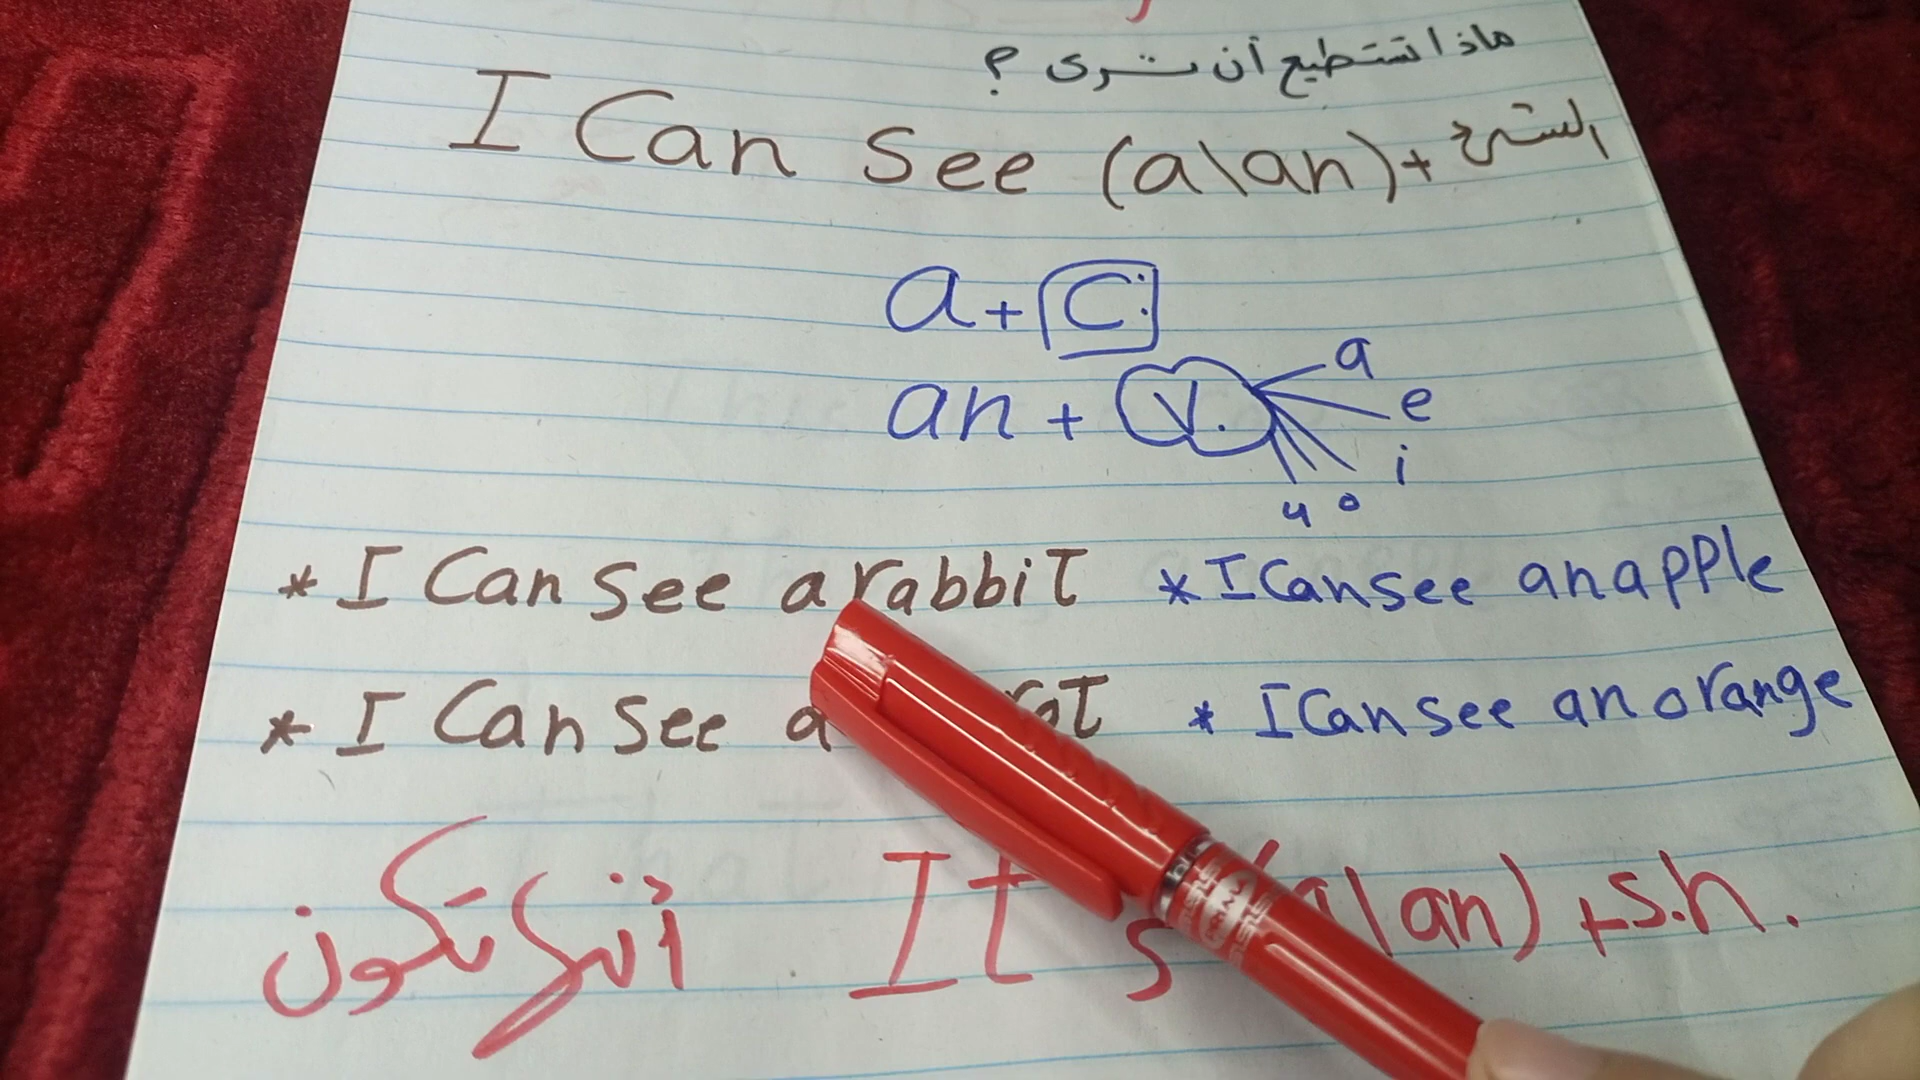 ماذا تستطيع أن ترى ؟
I Can See (a\an) + الشيء
a + C.
an + V. a e i o u
* I Can See a rabbit
* I Can See an apple
* I Can See a
* I Can See an orange
It s (a\an) + s.n.
أنها تكون